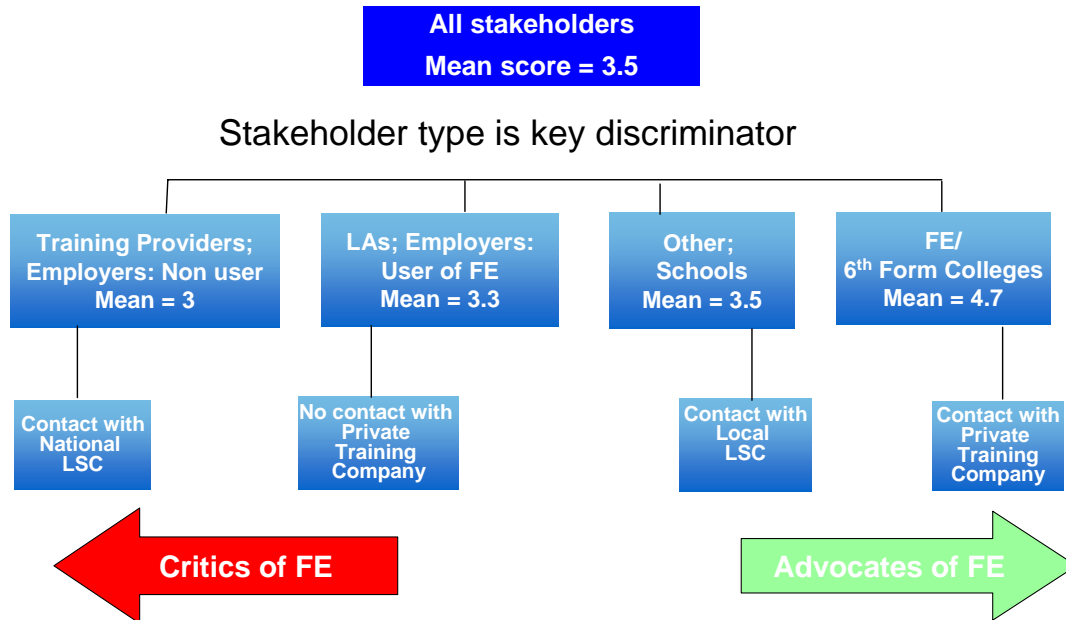 All stakeholders
Mean score = 3.5
Stakeholder type is key discriminator
Training Providers;
Employers: Non user
Mean = 3
LAs; Employers:
User of FE
Mean = 3.3
Other;
Schools
Mean = 3.5
FE/
6th Form Colleges
Mean = 4.7
Contact with
National
LSC
No contact with
Private
Training
Company
Contact with
Local
LSC
Contact with
Private
Training
Company
Critics of FE
Advocates of FE